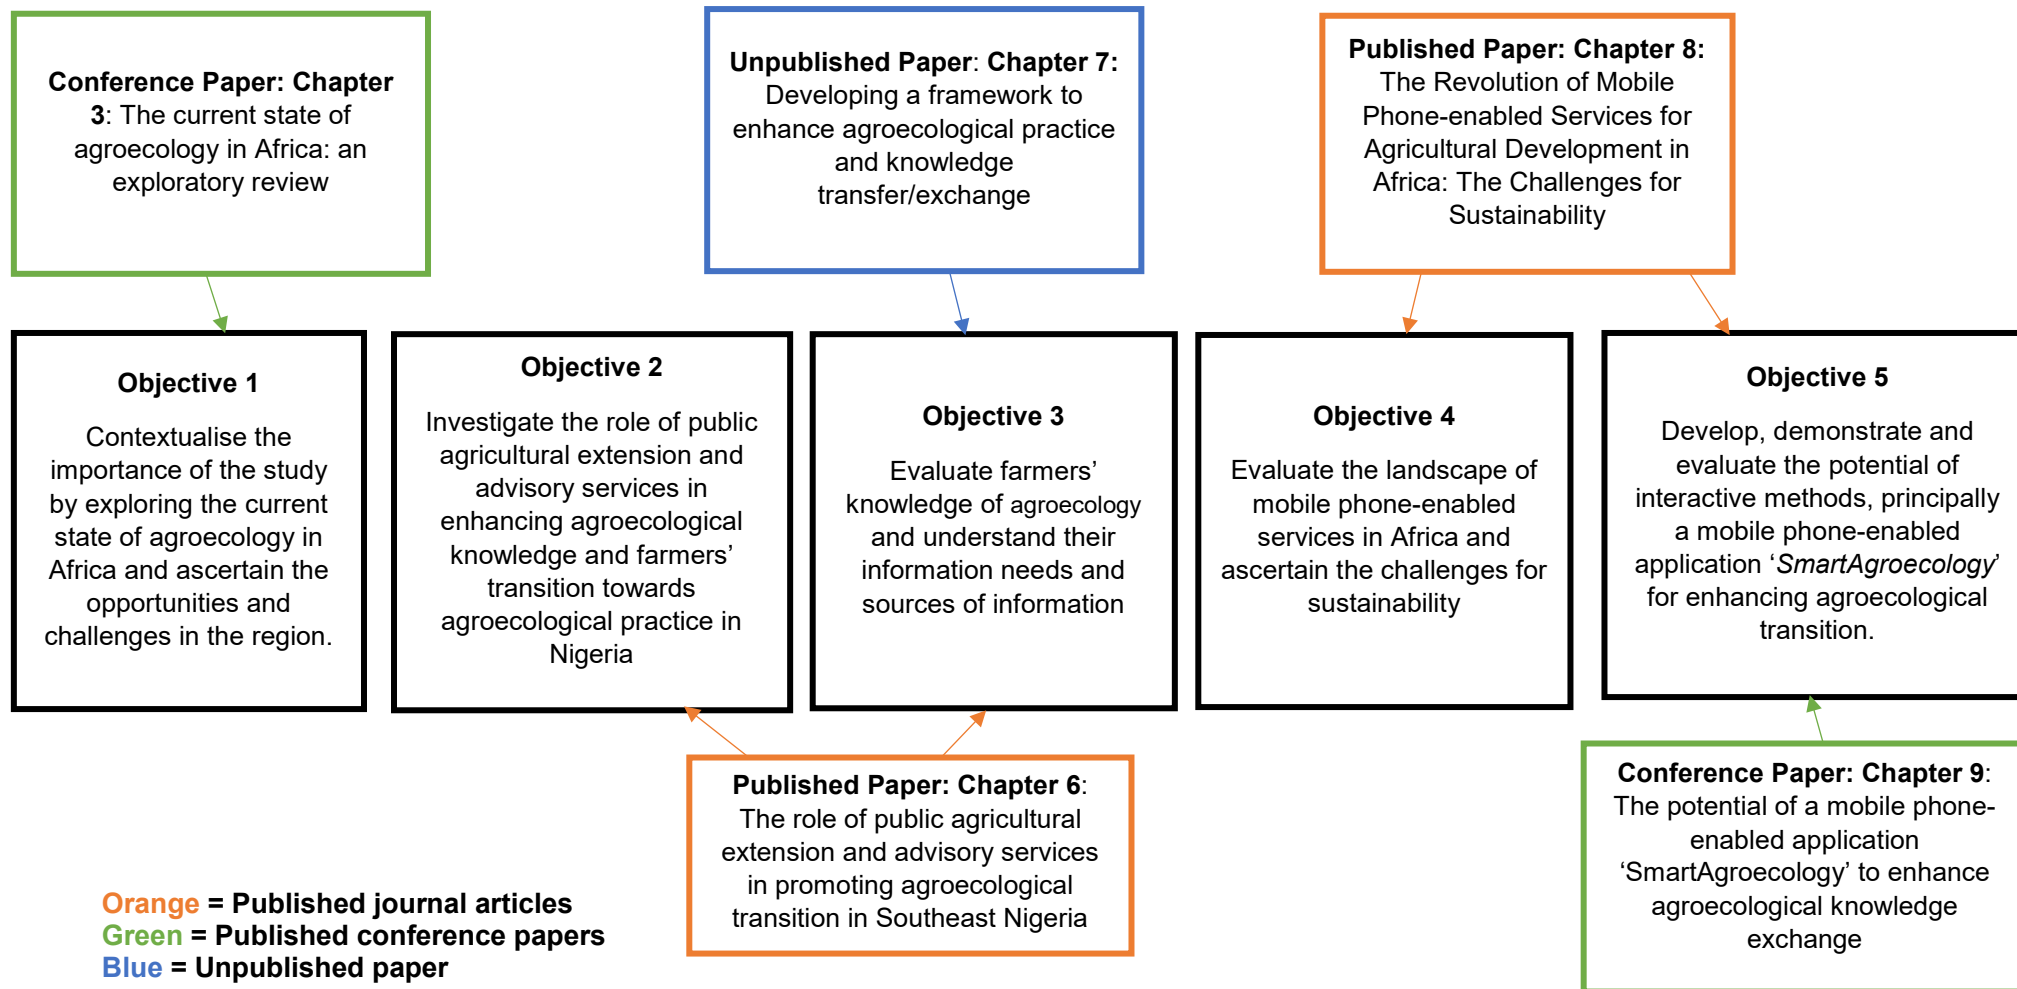 Conference Paper: Chapter
3: The current state of
agroecology in Africa: an
exploratory review
Unpublished Paper: Chapter 7:
Developing a framework to
enhance agroecological practice
and knowledge
transfer/exchange
Published Paper: Chapter 8:
The Revolution of Mobile
Phone-enabled Services for
Agricultural Development in
Africa: The Challenges for
Sustainability
Objective 1
Contextualise the
importance of the study
by exploring the current
state of agroecology in
Africa and ascertain the
opportunities and
challenges in the region.
Objective 2
Investigate the role of public
agricultural extension and
advisory services in
enhancing agroecological
knowledge and farmers’
transition towards
agroecological practice in
Nigeria
Objective 3
Evaluate farmers’
knowledge of agroecology
and understand their
information needs and
sources of information
Objective 4
Evaluate the landscape of
mobile phone-enabled
services in Africa and
ascertain the challenges for
sustainability
Objective 5
Develop, demonstrate and
evaluate the potential of
interactive methods, principally
a mobile phone-enabled
application ‘SmartAgroecology’
for enhancing agroecological
transition.
Published Paper: Chapter 6:
The role of public agricultural
extension and advisory services
in promoting agroecological
transition in Southeast Nigeria
Conference Paper: Chapter 9:
The potential of a mobile phone-
enabled application
‘SmartAgroecology’ to enhance
agroecological knowledge
exchange
Orange = Published journal articles
Green = Published conference papers
Blue = Unpublished paper